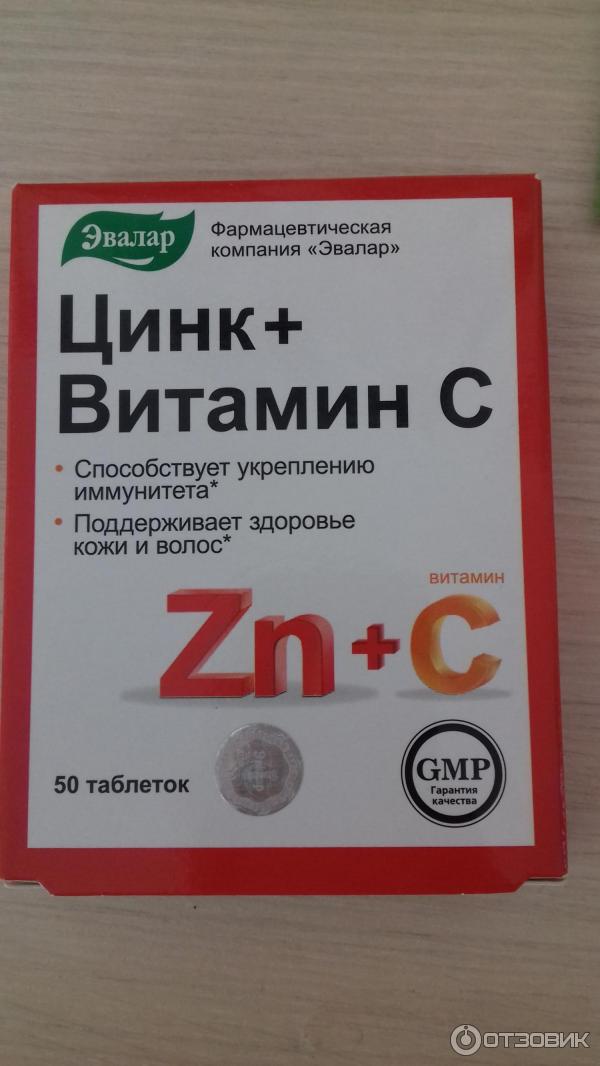 Эвалар
Фармацевтическая
компания «Эвалар»
Цинк+
Витамин С
• Способствует укреплению
иммунитета*
• Поддерживает здоровье
кожи и волос*
витамин
Zn+C
50 таблеток
GMP
Гарантия
качества
ОТЗОВИК